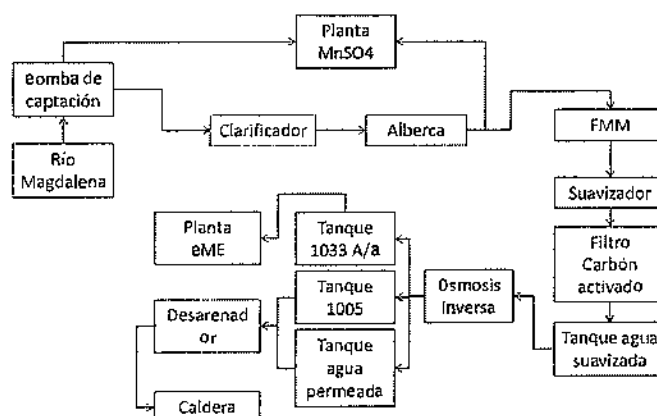 Planta
MnSO4
Bomba de
captación
Clarificador
Alberca
FMM
Río
Magdalena
Suavizador
Planta
eME
Tanque
1033 A/a
Filtro
Carbón
activado
Tanque
1005
Osmosis
Inversa
Desarenad
or
Tanque
agua
permeada
Tanque agua
suavizada
Caldera